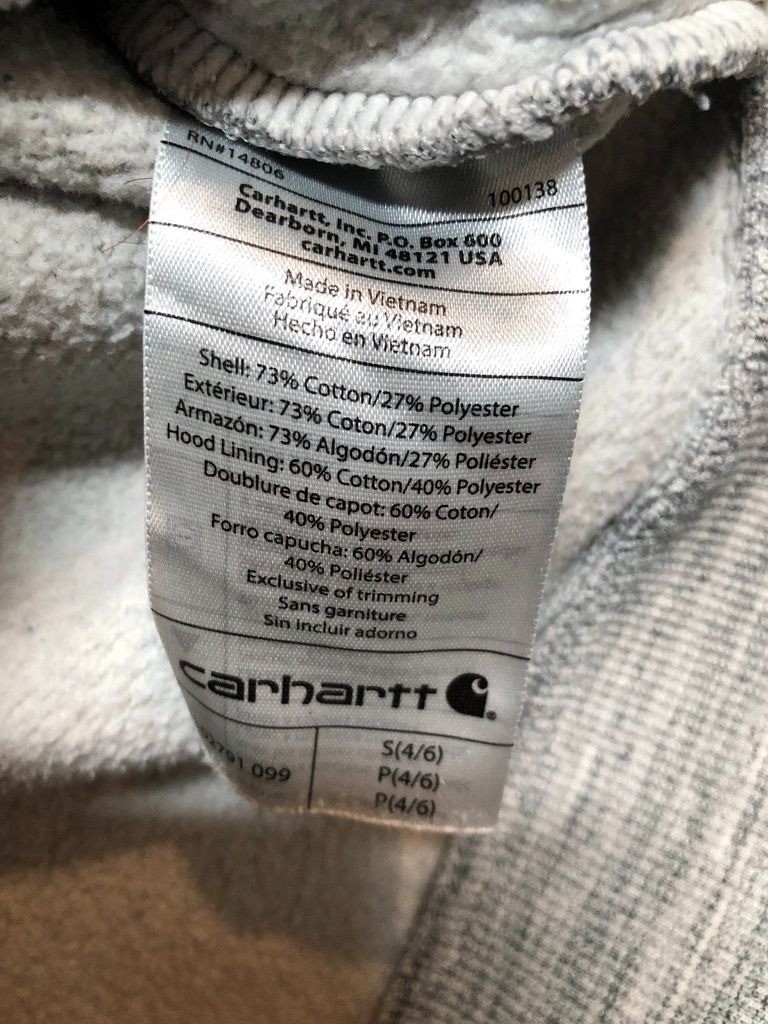 RN#14806
100138
Carhartt, Inc. P.O. Box 600
Dearborn, MI 48121 USA
carhartt.com
Made in Vietnam
Fabriqué au Vietnam
Hecho en Vietnam
Shell: 73% Cotton/27% Polyester
Extérieur: 73% Coton/27% Polyester
Armazón: 73% Algodón/27% Poliéster
Hood Lining: 60% Cotton/40% Polyester
Doublure de capot: 60% Coton/
40% Polyester
Forro capucha: 60% Algodón/
40% Poliéster
Exclusive of trimming
Sans garniture
Sin incluir adorno
carhartt
099
S(4/6)
P(4/6)
P(4/6)